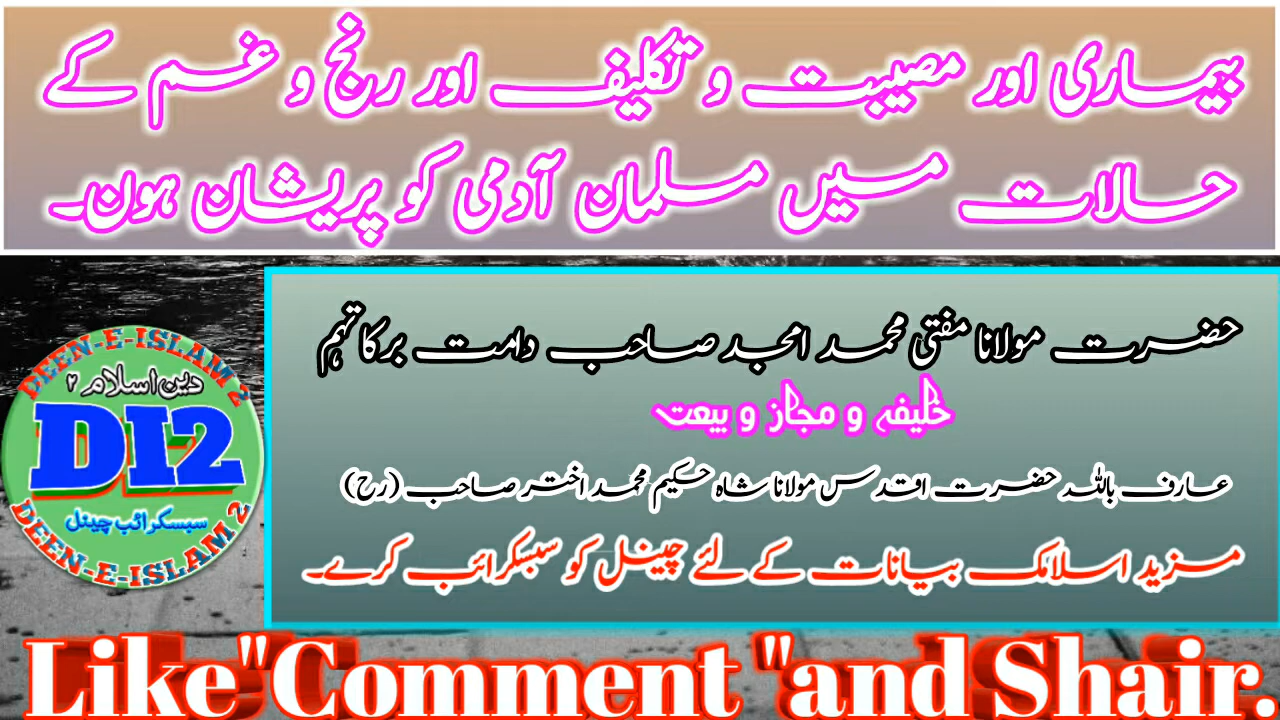 بیماری اور مصیبت و تکلیف اور رنج و غم کے
حالات میں مسلمان آدمی کو پریشان ہون۔
حضرت مولانا مفتی محمد امجد صاحب دامت برکاتہم
خلیفہ و مجاز و بیعت
عارف باللہ حضرت اقدس مولانا شاہ حکیم محمد اختر صاحب (رح)
مزید اسلامک بیانات کے لئے چینل کو سبسکرائب کرے۔
DEEN-E-ISLAM 2
دین اسلام ۲
DI2
سبسکرائب چینل
DEEN-E-ISLAM 2
Like"Comment "and Shair.